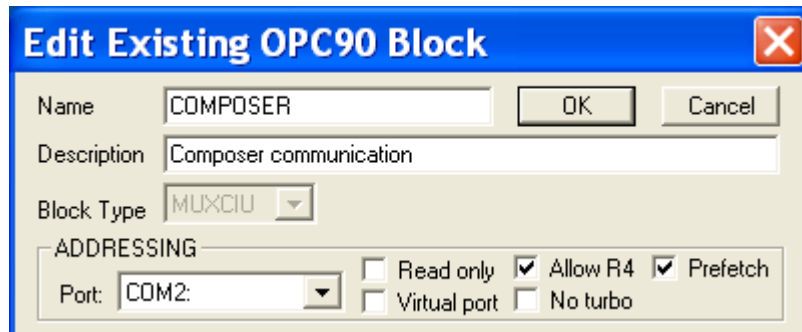 Edit Existing OPC90 Block
Name COMPOSER OK Cancel
Description Composer communication
Block Type MUXCIU
ADDRESSING
Port: COM2: Read only Allow R4 Prefetch
Virtual port No turbo